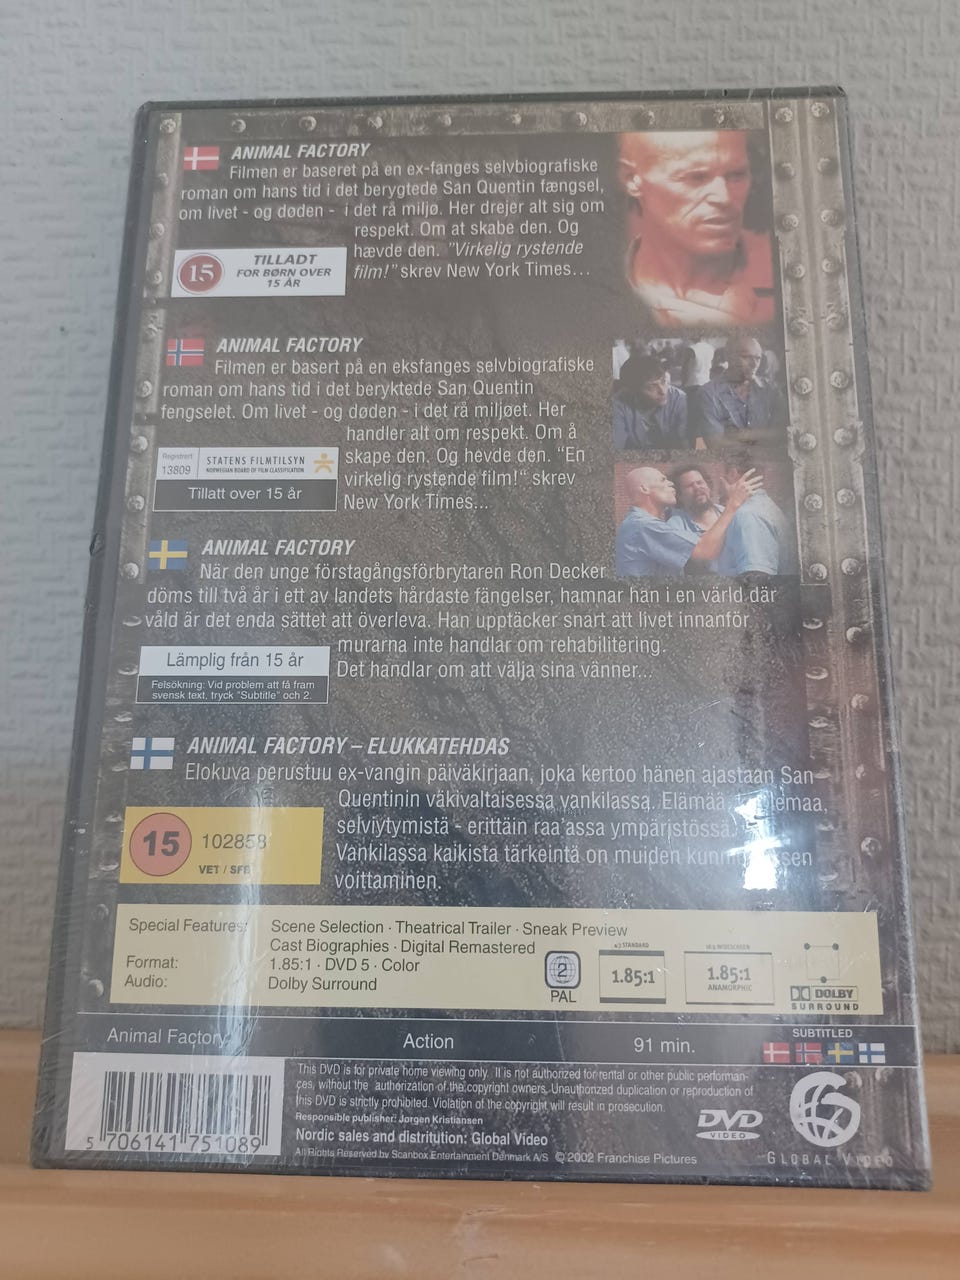 ANIMAL FACTORY
Filmen er baseret på en ex-fanges selvbiografiske
roman om hans tid i det berygtede San Quentin fængsel,
om livet - og døden - i det rå miljø. Her drejer alt sig om
respekt. Om at skabe den. Og
hævde den. "Virkelig rystende
film!" skrev New York Times...
15
TILLADT
FOR BØRN OVER
15 ÅR
ANIMAL FACTORY
Filmen er basert på en eksfanges selvbiografiske
roman om hans tid i det beryktede San Quentin
fengselet. Om livet - og døden - i det rå miljøet. Her
handler alt om respekt. Om å
skape den. Og hevde den. "En
virkelig rystende film!" skrev
New York Times...
Registrert
13809
STATENS FILMTILSYN
NORWEGIAN BOARD OF FILM CLASSIFICATION
Tillatt over 15 år
ANIMAL FACTORY
När den unge förstagångsförbrytaren Ron Decker
döms till två år i ett av landets hårdaste fängelser, hamnar han i en värld där
våld är det enda sättet att överleva. Han upptäcker snart att livet innanför
murarna inte handlar om rehabilitering.
Det handlar om att välja sina vänner...
Lämplig från 15 år
Felsökning: Vid problem att få fram
svensk text, tryck "Subtitle" och 2.
ANIMAL FACTORY – ELUKKATEHDAS
Elokuva perustuu ex-vangin päiväkirjaan, joka kertoo hänen ajastaan San
Quentinin väkivaltaisessa vankilassa. Elämää,
selviytymistä - erittäin raa'assa ympäristössä.
Vankilassa kaikista tärkeintä on muiden
voittaminen.
15
102858
VET / SFB
Special Features: Scene Selection · Theatrical Trailer · Sneak Preview
Cast Biographies · Digital Remastered
Format: 1.85:1 · DVD 5 · Color
Audio: Dolby Surround
2
PAL
4:3 STANDARD
1.85:1
16:9 WIDESCREEN
1.85:1
ANAMORPHIC
DOLBY
SURROUND
Animal Factory
Action
91 min.
SUBTITLED
This DVD is for private home viewing only. It is not authorized for rental or other public performan-
ces, without the authorization of the copyright owners. Unauthorized duplication or reproduction of
this DVD is strictly prohibited. Violation of the copyright will result in prosecution.
Responsible publisher: Jørgen Kristiansen
Nordic sales and distritution: Global Video
All Rights Reserved by Scanbox Entertainment Denmark A/S © 2002 Franchise Pictures
5 706141 751089
DVD
VIDEO
GLOBAL VIDEO